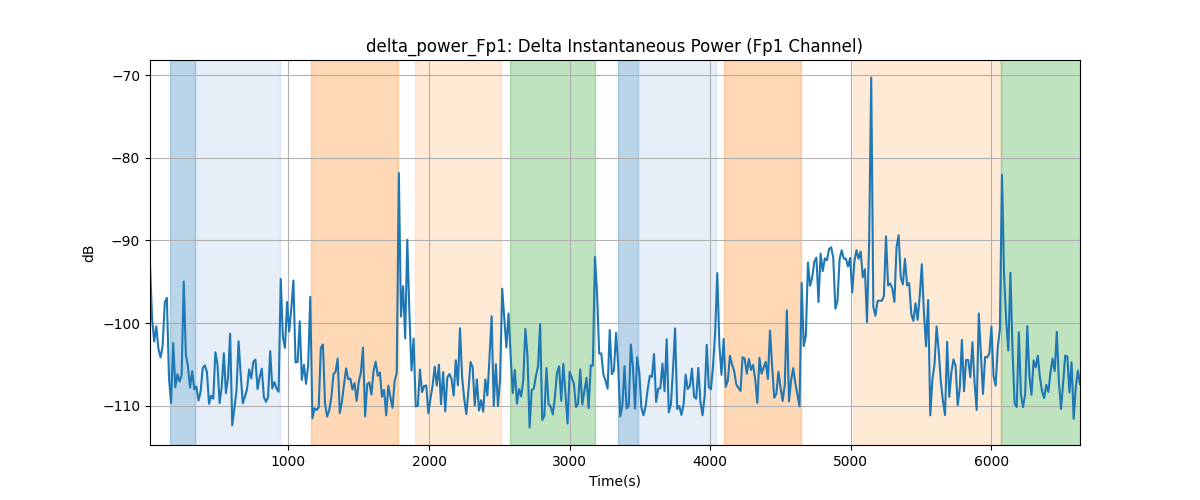 delta_power_Fp1: Delta Instantaneous Power (Fp1 Channel)
−70
−80
−90
−100
−110
dB
1000 2000 3000 4000 5000 6000
Time(s)